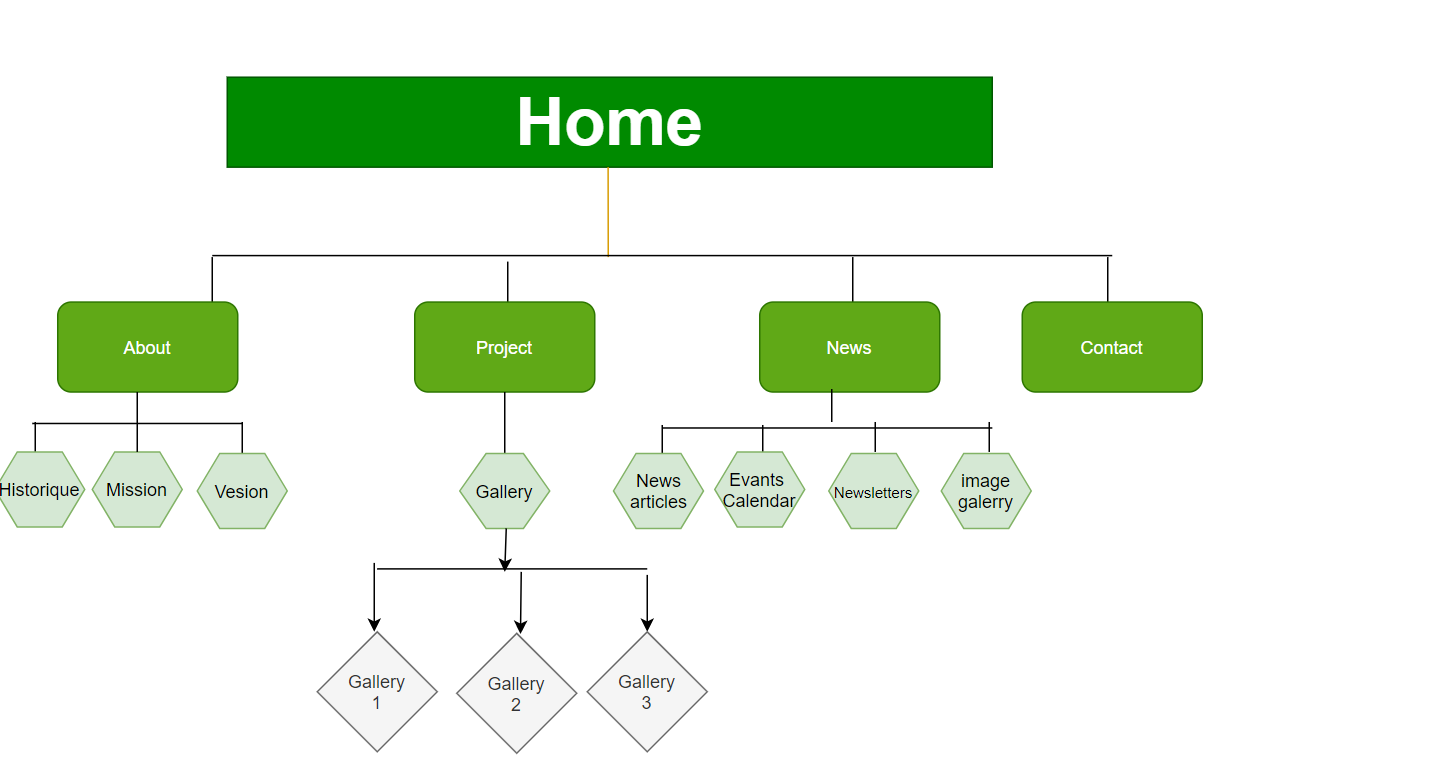 Home
About
Project
News
Contact
Historique
Mission
Vesion
Gallery
News
articles
Evants
Calendar
Newsletters
image
galerry
Gallery
1
Gallery
2
Gallery
3